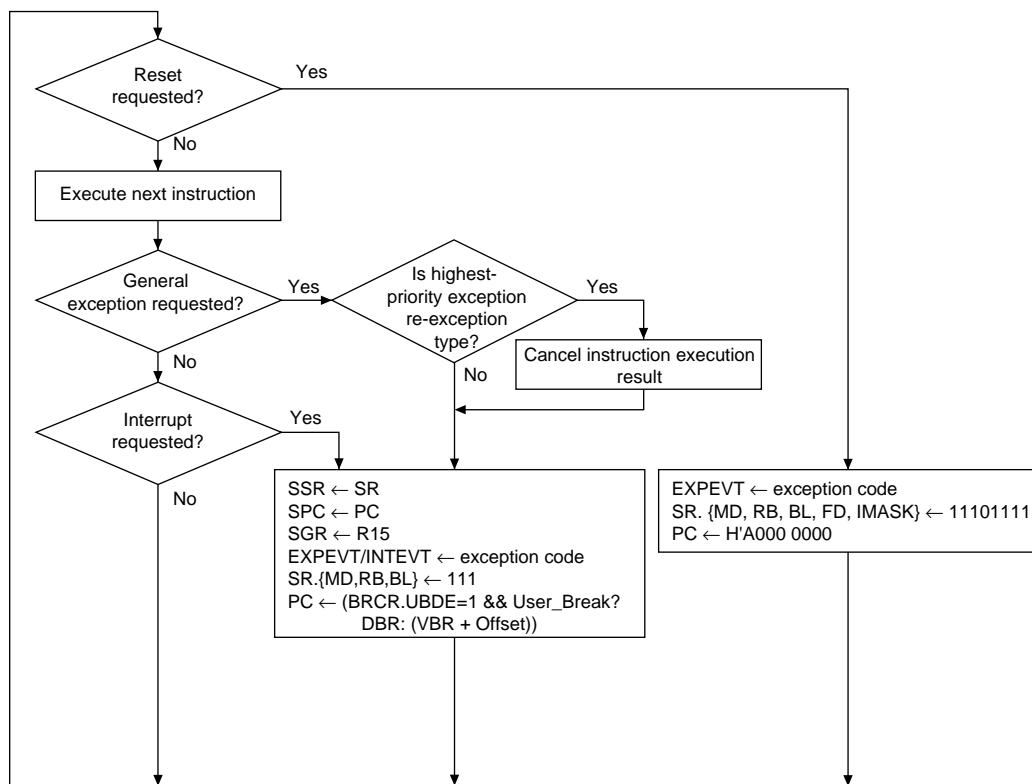 Reset
requested?
Yes
No
Execute next instruction
General
exception requested?
Yes
No
Is highest-
priority exception
re-exception
type?
Yes
No
Cancel instruction execution
result
Interrupt
requested?
Yes
No
SSR ← SR
SPC ← PC
SGR ← R15
EXPEVT/INTEVT ← exception code
SR.{MD,RB,BL} ← 111
PC ← (BRCR.UBDE=1 && User_Break?
DBR: (VBR + Offset))
EXPEVT ← exception code
SR. {MD, RB, BL, FD, IMASK} ← 11101111
PC ← H'A000 0000